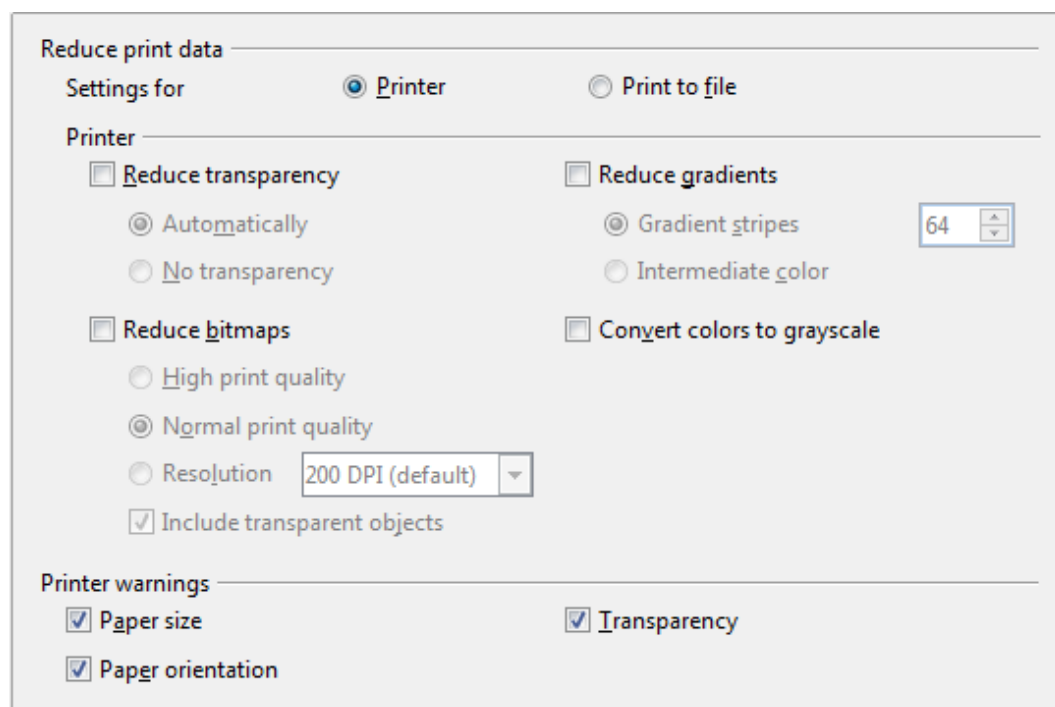 Reduce print data
Settings for Printer Print to file
Printer
Reduce transparency Reduce gradients
Automatically Gradient stripes 64
No transparency Intermediate color
Reduce bitmaps Convert colors to grayscale
High print quality
Normal print quality
Resolution 200 DPI (default)
Include transparent objects
Printer warnings
Paper size Transparency
Paper orientation